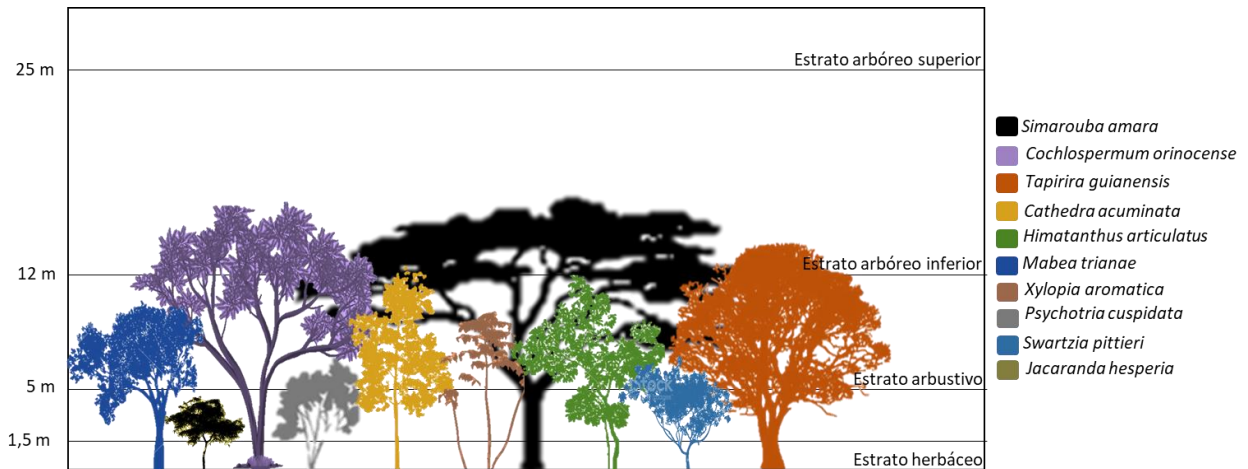 Estrato arbóreo superior
25 m
Simarouba amara
Cochlospermum orinocense
Tapirira guianensis
Cathedra acuminata
Himatanthus articulatus
Estrato arbóreo inferior
12 m
Mabea trianae
Xylopia aromatica
Psychotria cuspidata
Swartzia pittieri
Jacaranda hesperia
Estrato arbustivo
5 m
iStock
1,5 m
Estrato herbáceo